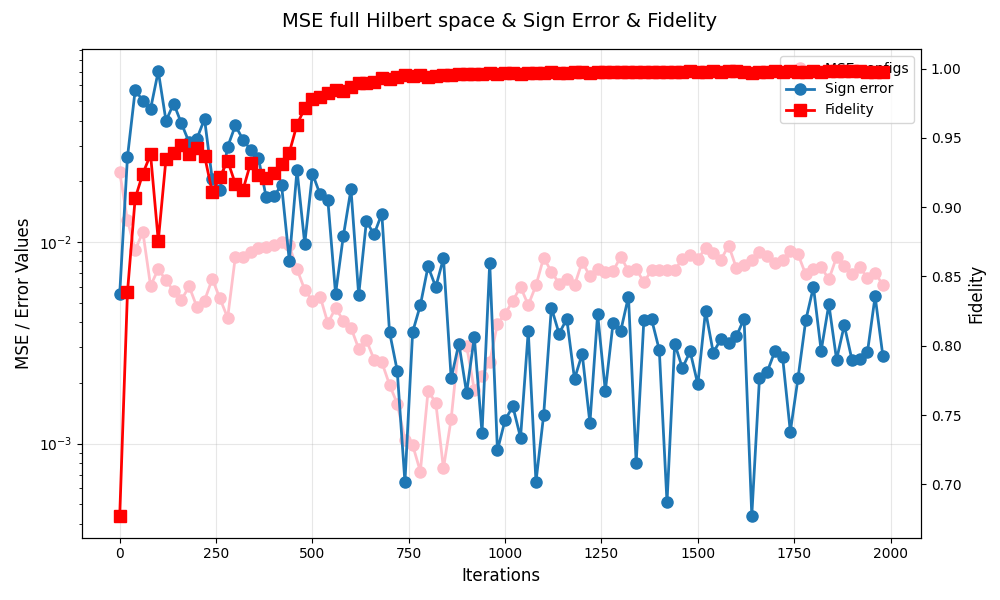 MSE full Hilbert space & Sign Error & Fidelity
MSE configs
Sign error
Fidelity
MSE / Error Values
10⁻²
10⁻³
1.00
0.95
0.90
0.85
0.80
0.75
0.70
Fidelity
0
250
500
750
1000
1250
1500
1750
2000
Iterations